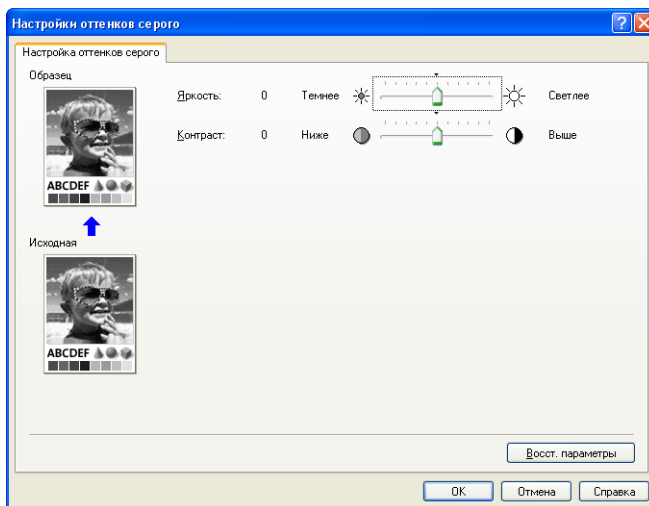 Настройки оттенков серого
Настройка оттенков серого
Образец
Яркость: 0 Темнее Светлее
Контраст: 0 Ниже Выше
ABCDEF
Исходная
ABCDEF
Восст. параметры
OK Отмена Справка